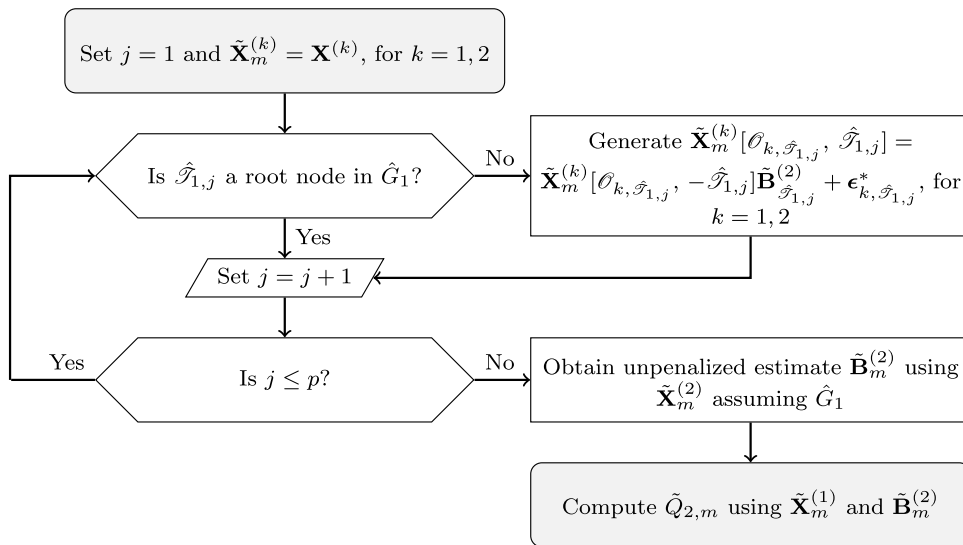 Set j = 1 and X̃_m^(k) = X^(k), for k = 1, 2
Is 𝒯̂_{1,j} a root node in Ĝ_1?
No
Generate X̃_m^(k)[𝒪_{k,𝒯̂_{1,j}}, 𝒯̂_{1,j}] =
X̃_m^(k)[𝒪_{k,𝒯̂_{1,j}}, −𝒯̂_{1,j}]B̃_{𝒯̂_{1,j}}^(2) + ϵ*_{k,𝒯̂_{1,j}}, for
k = 1, 2
Yes
Set j = j + 1
Yes
Is j ≤ p?
No
Obtain unpenalized estimate B̃_m^(2) using
X̃_m^(2) assuming Ĝ_1
Compute Q̃_{2,m} using X̃_m^(1) and B̃_m^(2)